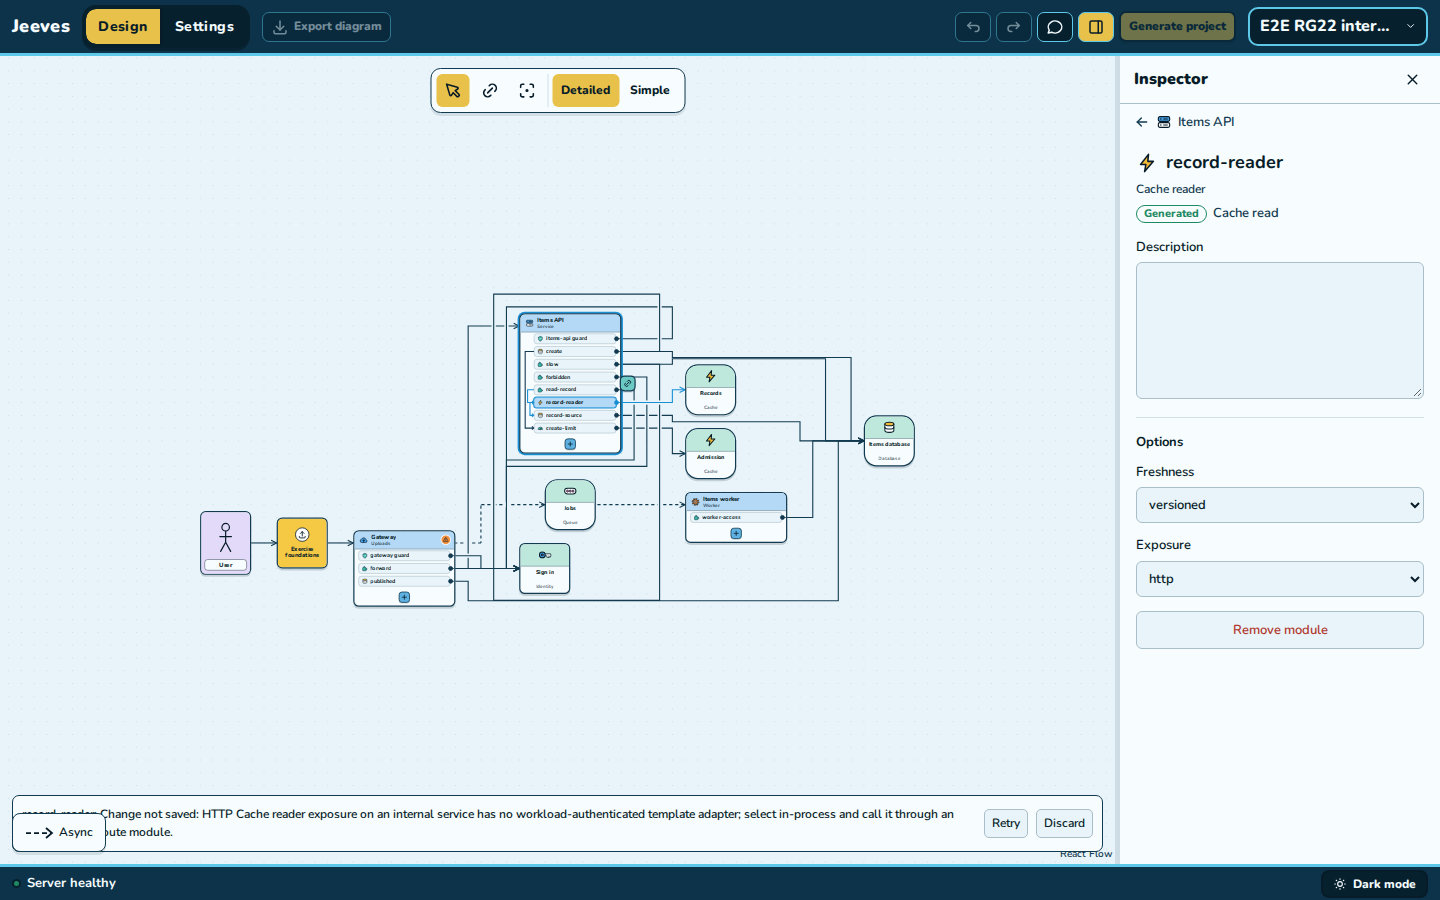 Jeeves
Design
Settings
Export diagram
Generate project
E2E RG22 inter...
Detailed
Simple
Inspector
Items API
record-reader
Cache reader
Generated
Cache read
Description
Options
Freshness
versioned
Exposure
http
Remove module
Items API
Service
items-api guard
create
slow
forbidden
read-record
record-reader
record-source
create-limit
Records
Cache
Admission
Cache
Items database
Database
Jobs
Queue
Items worker
Worker
worker-access
User
Exercise
foundations
Gateway
Uploads
gateway guard
forward
published
Sign in
Identity
Change not saved: HTTP Cache reader exposure on an internal service has no workload-authenticated template adapter; select in-process and call it through an
module.
Retry
Discard
Async
React Flow
Server healthy
Dark mode